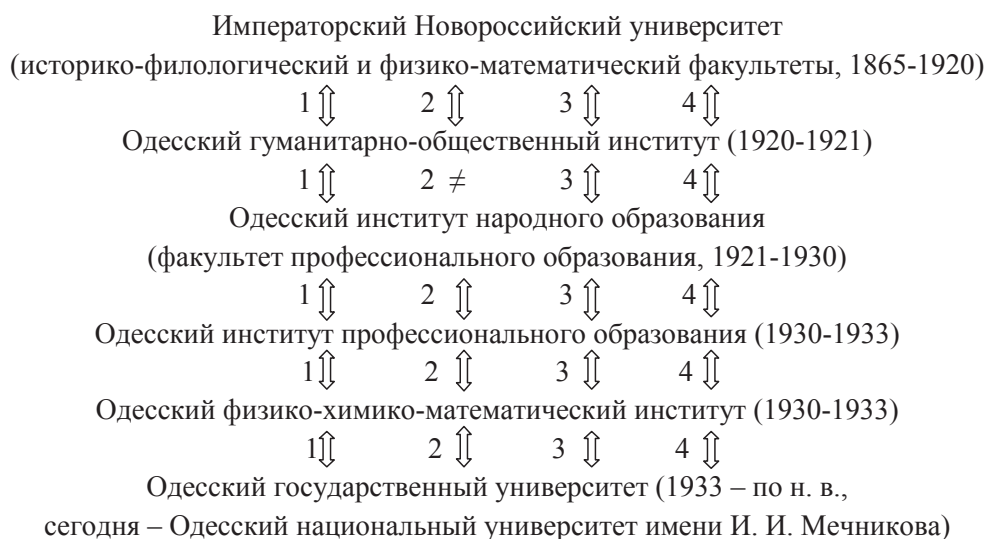 Императорский Новороссийский университет
(историко-филологический и физико-математический факультеты, 1865-1920)
1⇕ 2⇕ 3⇕ 4⇕
Одесский гуманитарно-общественный институт (1920-1921)
1⇕ 2 ≠ 3⇕ 4⇕
Одесский институт народного образования
(факультет профессионального образования, 1921-1930)
1⇕ 2⇕ 3⇕ 4⇕
Одесский институт профессионального образования (1930-1933)
1⇕ 2⇕ 3⇕ 4⇕
Одесский физико-химико-математический институт (1930-1933)
1⇕ 2⇕ 3⇕ 4⇕
Одесский государственный университет (1933 – по н. в.,
сегодня – Одесский национальный университет имени И. И. Мечникова)